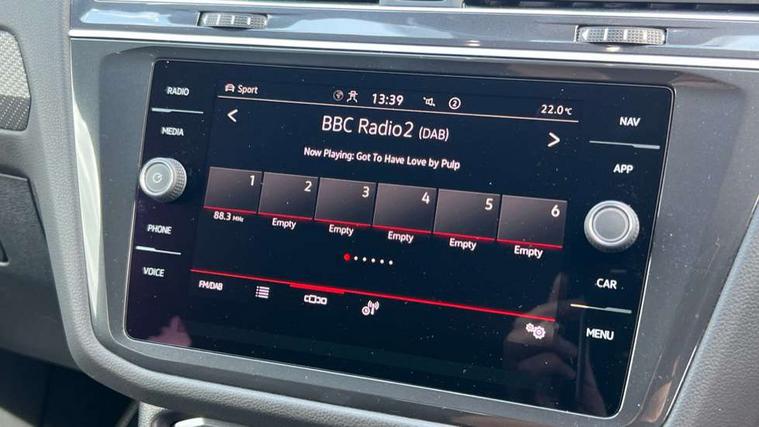 RADIO
MEDIA
PHONE
VOICE
Sport
13:39
2
22.0°C
BBC Radio2 (DAB)
Now Playing: Got To Have Love by Pulp
1 2 3 4 5 6
88.3 MHz Empty Empty Empty Empty Empty
FM/DAB
NAV
APP
CAR
MENU